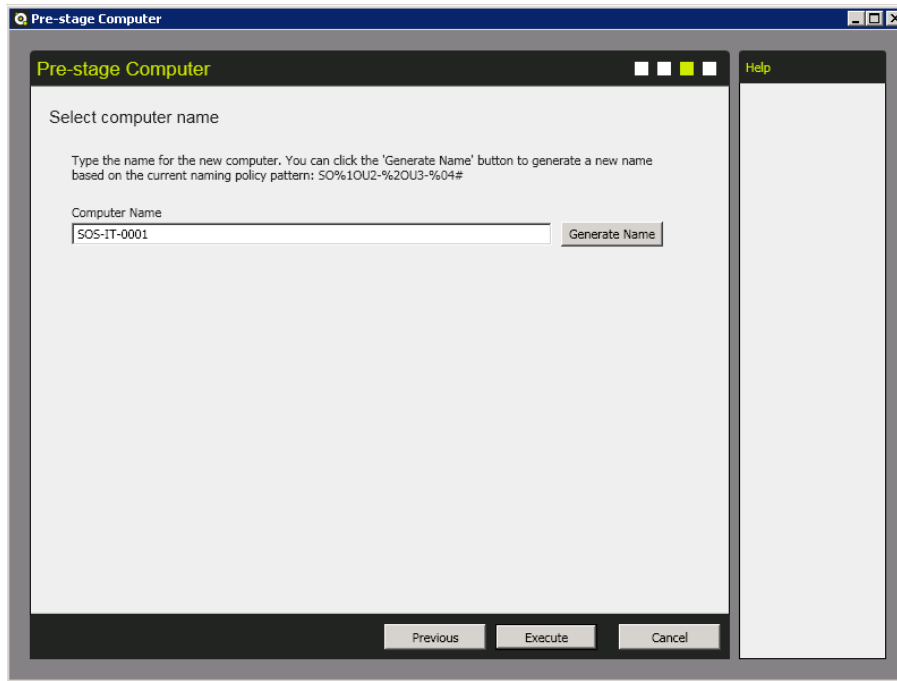 Pre-stage Computer
Pre-stage Computer
Help
Select computer name
Type the name for the new computer. You can click the 'Generate Name' button to generate a new name
based on the current naming policy pattern: SO%1OU2-%2OU3-%04#
Computer Name
SOS-IT-0001
Generate Name
Previous
Execute
Cancel